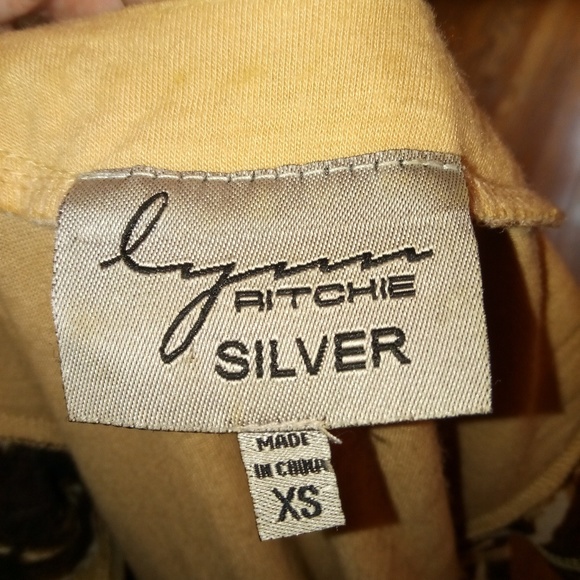 lynn
RITCHIE
SILVER
MADE
IN CHINA
XS